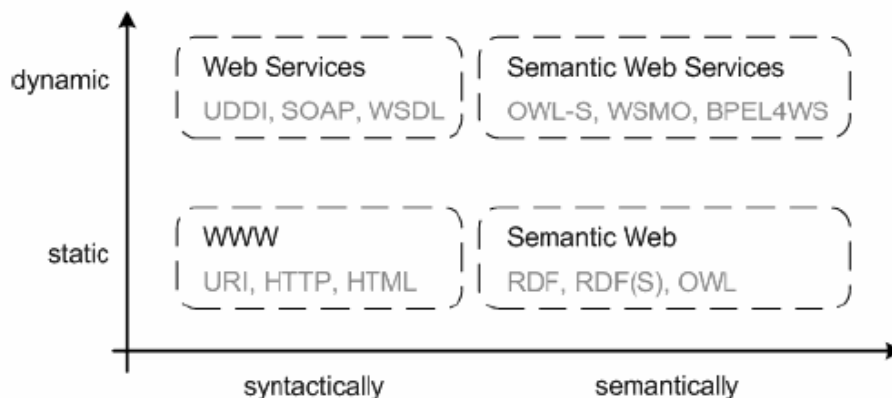 dynamic
Web Services
UDDI, SOAP, WSDL
Semantic Web Services
OWL-S, WSMO, BPEL4WS
static
WWW
URI, HTTP, HTML
Semantic Web
RDF, RDF(S), OWL
syntactically
semantically